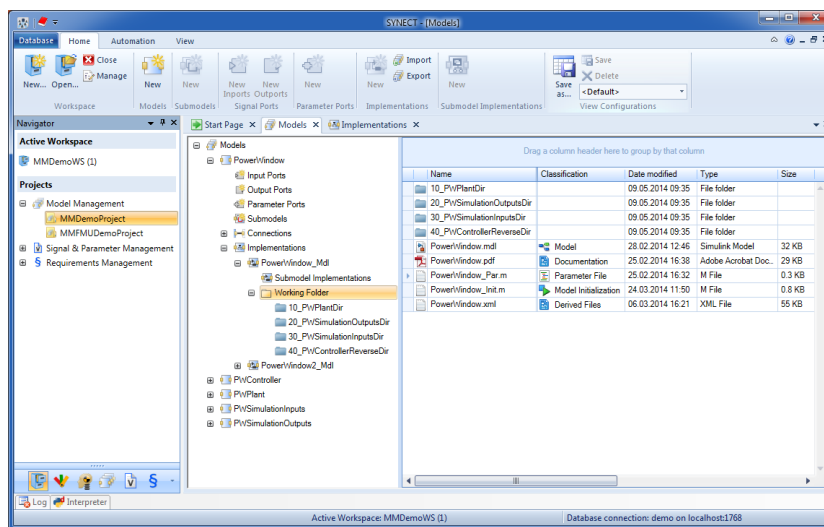 SYNECT - (Models)
Database Home Automation View
New... Open... Close Manage New New New Inports New Outports New New Import Export New Save as... Save Delete <Default>
Workspace Models Submodels Signal Ports Parameter Ports Implementations Submodel Implementations View Configurations
Navigator
Start Page Models Implementations
Active Workspace
MMDemoWS (1)
Projects
Model Management
MMDemoProject
MMFMUDemoProject
Signal & Parameter Management
Requirements Management
Models
PowerWindow
Input Ports
Output Ports
Parameter Ports
Submodels
Connections
Implementations
PowerWindow_Mdl
Submodel Implementations
Working Folder
10_PWPlantDir
20_PWSimulationOutputsDir
30_PWSimulationInputsDir
40_PWControllerReverseDir
PowerWindow2_Mdl
PWController
PWPlant
PWSimulationInputs
PWSimulationOutputs
Drag a column header here to group by that column
Name Classification Date modified Type Size
10_PWPlantDir 09.05.2014 09:35 File folder
20_PWSimulationOutputsDir 09.05.2014 09:35 File folder
30_PWSimulationInputsDir 09.05.2014 09:35 File folder
40_PWControllerReverseDir 09.05.2014 09:35 File folder
PowerWindow.mdl Model 28.02.2014 12:46 Simulink Model 32 KB
PowerWindow.pdf Documentation 25.02.2014 16:38 Adobe Acrobat Doc... 29 KB
PowerWindow_Par.m Parameter File 25.02.2014 16:32 M File 0.3 KB
PowerWindow_Init.m Model Initialization 24.03.2014 11:50 M File 0.8 KB
PowerWindow.xml Derived Files 06.03.2014 16:21 XML File 55 KB
Log Interpreter
Active Workspace: MMDemoWS (1) Database connection: demo on localhost:1768